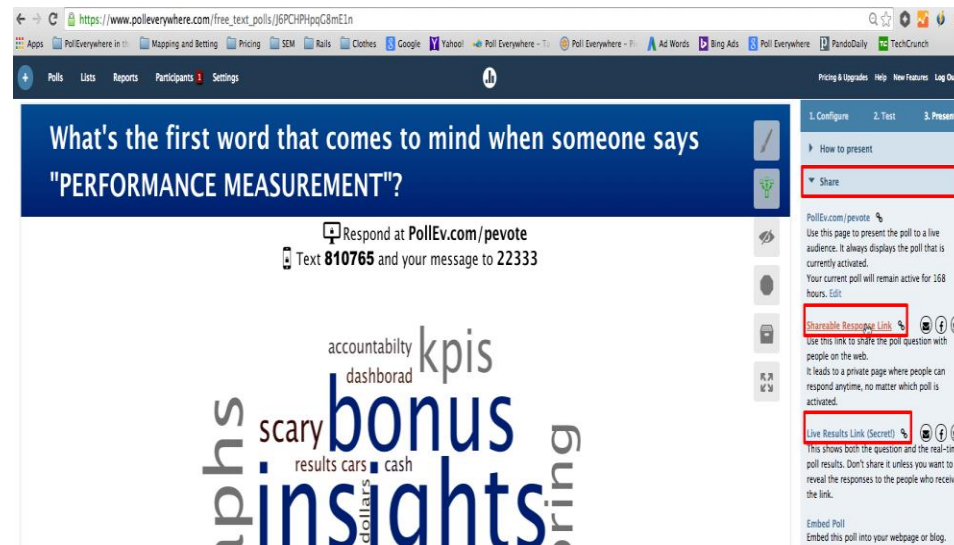 https://www.polleverywhere.com/free_text_polls/J6PCHPHpqG8mE1n
Apps PollEverywhere in th Mapping and Betting Pricing SEM Rails Clothes Google Yahoo! Poll Everywhere - Ta Poll Everywhere - Pi Ad Words Bing Ads Poll Everywhere PandoDaily TechCrunch
Polls Lists Reports Participants 1 Settings
Pricing & Upgrades Help New Features Log Ou
What's the first word that comes to mind when someone says
"PERFORMANCE MEASUREMENT"?
Respond at PollEv.com/pevote
Text 810765 and your message to 22333
accountabilty kpis
dashborad
scary bonus
results cars cash
insights
dollars
aphs
oring
1. Configure 2. Test 3. Present
How to present
Share
PollEv.com/pevote
Use this page to present the poll to a live
audience. It always displays the poll that is
currently activated.
Your current poll will remain active for 168
hours. Edit
Shareable Response Link
Use this link to share the poll question with
people on the web.
It leads to a private page where people can
respond anytime, no matter which poll is
activated.
Live Results Link (Secret!)
This shows both the question and the real-tim
poll results. Don't share it unless you want to
reveal the responses to the people who receiv
the link.
Embed Poll
Embed this poll into your webpage or blog.